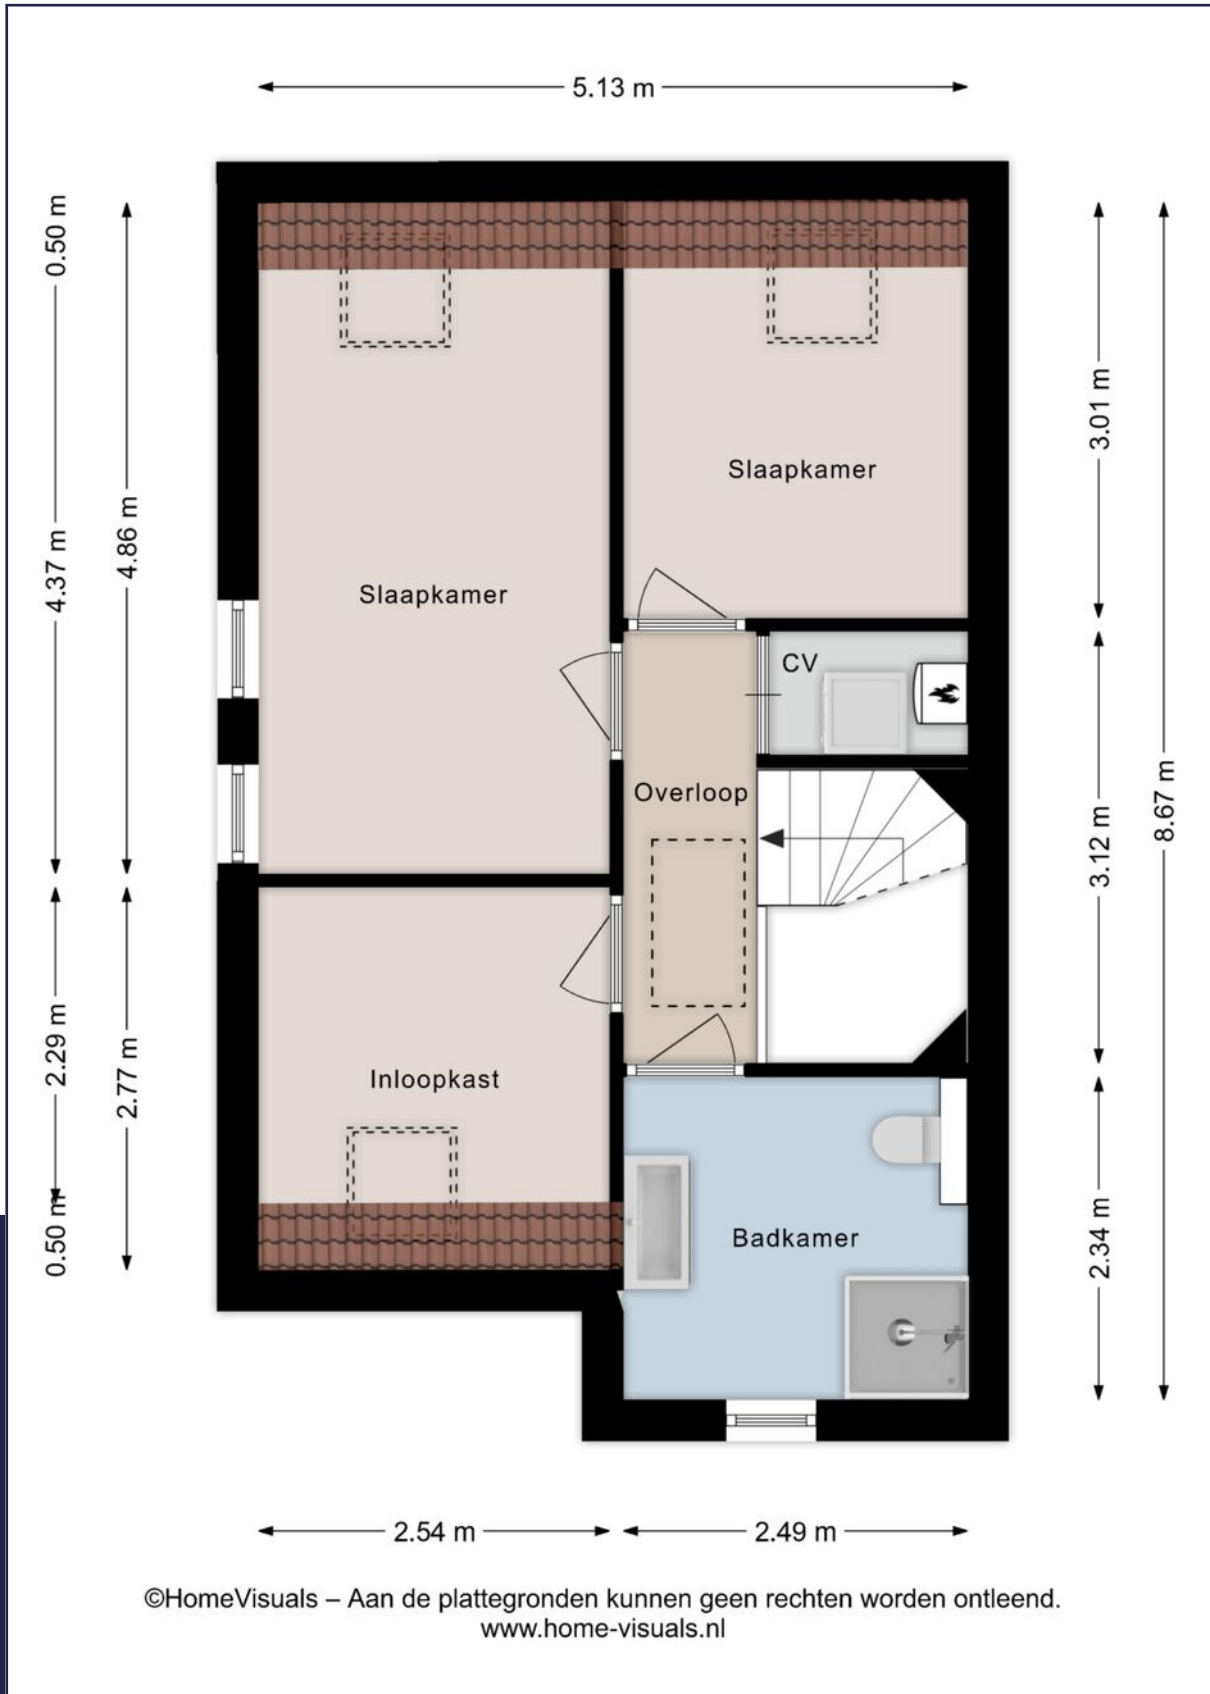 5.13 m
0.50 m
4.37 m
4.86 m
3.01 m
Slaapkamer
Slaapkamer
CV
Overloop
8.67 m
3.12 m
2.29 m
2.77 m
Inloopkast
0.50 m
Badkamer
2.34 m
2.54 m
2.49 m
©HomeVisuals – Aan de plattegronden kunnen geen rechten worden ontleend.
www.home-visuals.nl